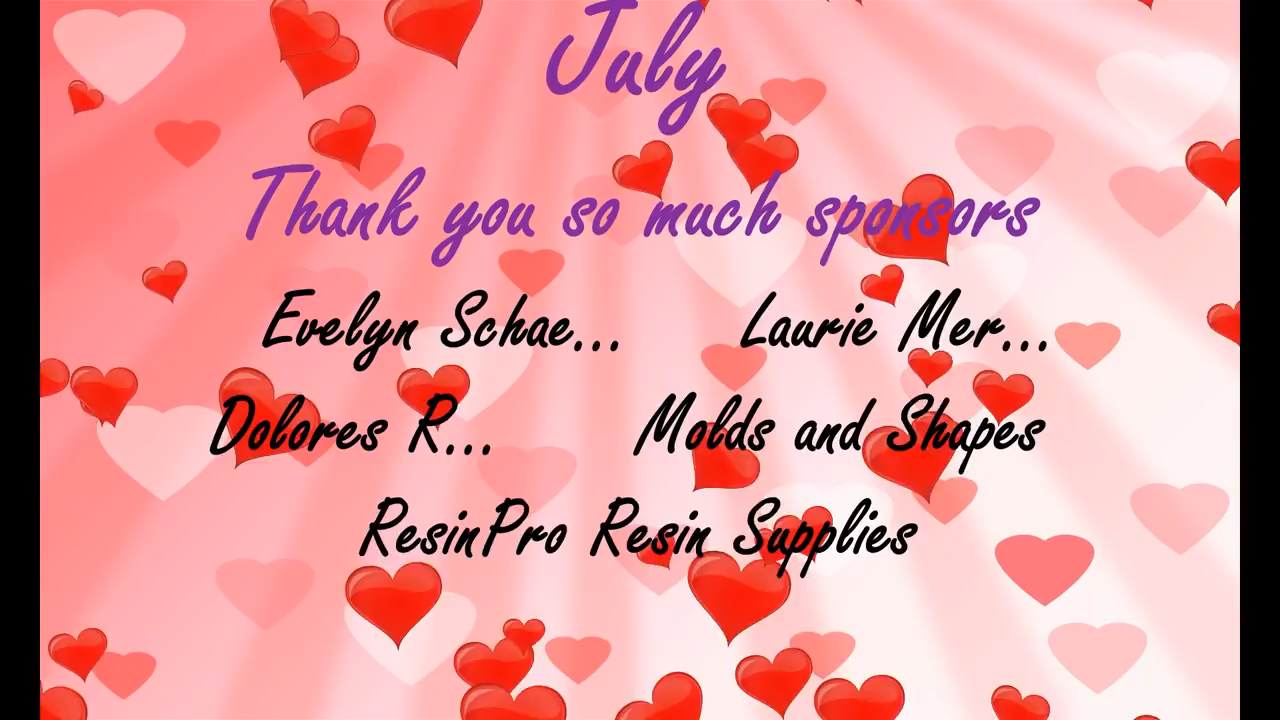 July
Thank you so much sponsors
Evelyn Schae... Laurie Mer...
Dolores R... Molds and Shapes
ResinPro Resin Supplies